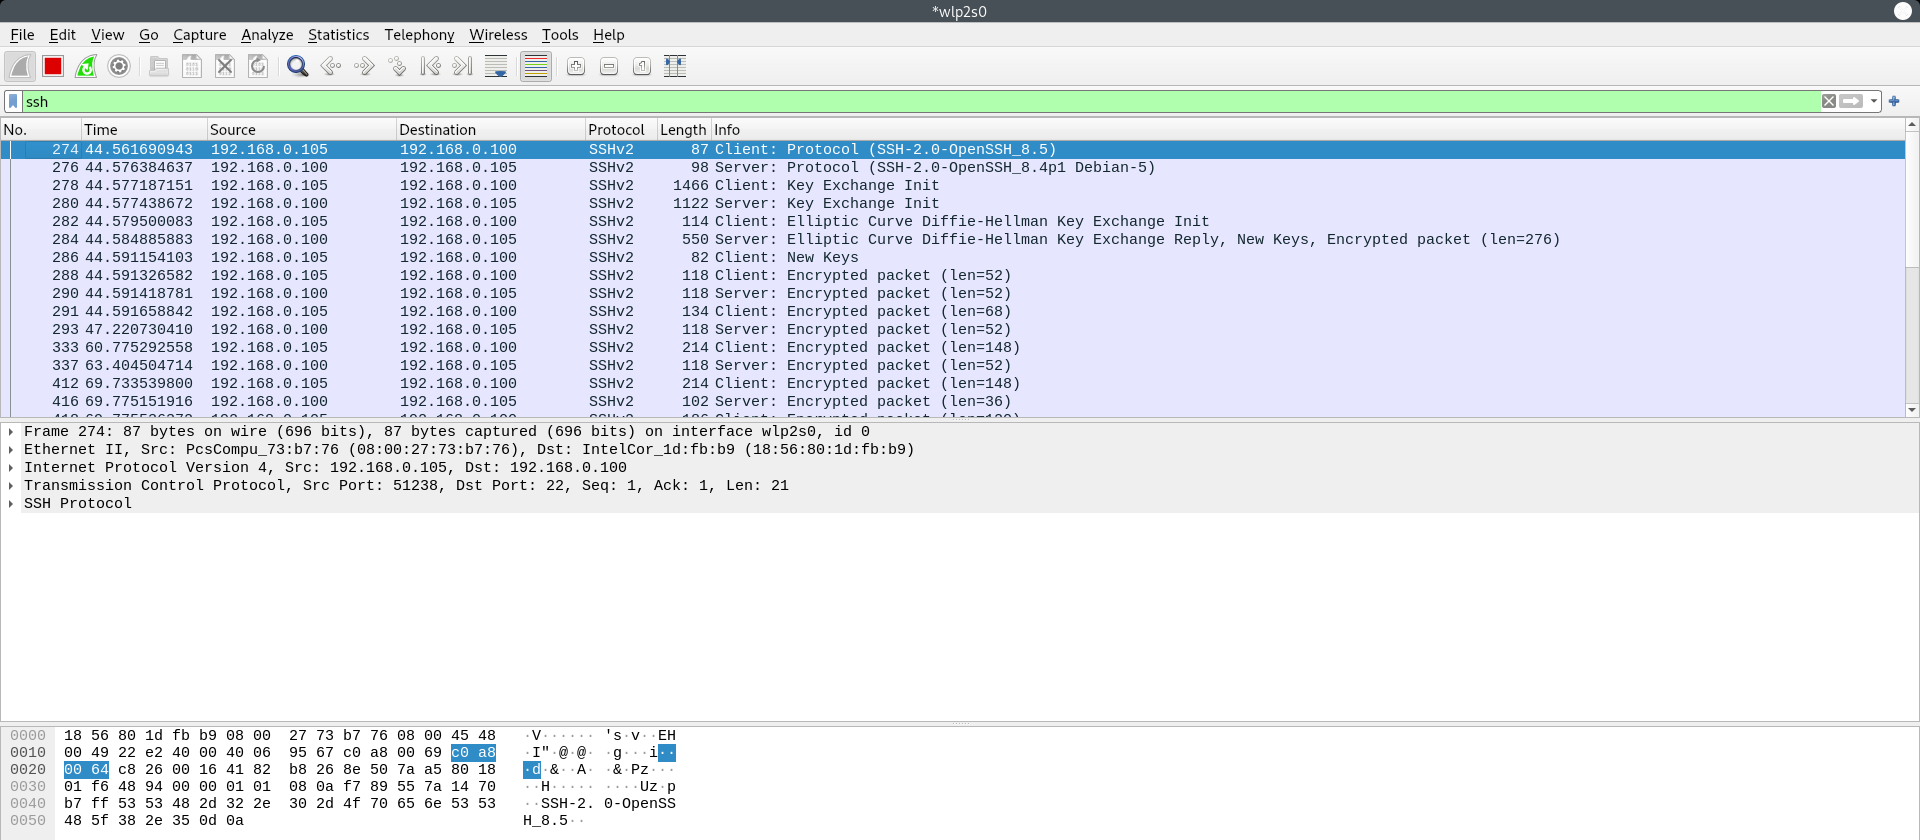 *wlp2s0
File Edit View Go Capture Analyze Statistics Telephony Wireless Tools Help
ssh
No. Time Source Destination Protocol Length Info
274 44.561690943 192.168.0.105 192.168.0.100 SSHv2 87 Client: Protocol (SSH-2.0-OpenSSH_8.5)
276 44.576384637 192.168.0.100 192.168.0.105 SSHv2 98 Server: Protocol (SSH-2.0-OpenSSH_8.4p1 Debian-5)
278 44.577187151 192.168.0.105 192.168.0.100 SSHv2 1466 Client: Key Exchange Init
280 44.577438672 192.168.0.100 192.168.0.105 SSHv2 1122 Server: Key Exchange Init
282 44.579500083 192.168.0.105 192.168.0.100 SSHv2 114 Client: Elliptic Curve Diffie-Hellman Key Exchange Init
284 44.584885883 192.168.0.100 192.168.0.105 SSHv2 550 Server: Elliptic Curve Diffie-Hellman Key Exchange Reply, New Keys, Encrypted packet (len=276)
286 44.591154103 192.168.0.105 192.168.0.100 SSHv2 82 Client: New Keys
288 44.591326582 192.168.0.105 192.168.0.100 SSHv2 118 Client: Encrypted packet (len=52)
290 44.591418781 192.168.0.100 192.168.0.105 SSHv2 118 Server: Encrypted packet (len=52)
291 44.591658842 192.168.0.105 192.168.0.100 SSHv2 134 Client: Encrypted packet (len=68)
293 47.220730410 192.168.0.100 192.168.0.105 SSHv2 118 Server: Encrypted packet (len=52)
333 60.775292558 192.168.0.105 192.168.0.100 SSHv2 214 Client: Encrypted packet (len=148)
337 63.404504714 192.168.0.100 192.168.0.105 SSHv2 118 Server: Encrypted packet (len=52)
412 69.733539800 192.168.0.105 192.168.0.100 SSHv2 214 Client: Encrypted packet (len=148)
416 69.775151916 192.168.0.100 192.168.0.105 SSHv2 102 Server: Encrypted packet (len=36)
Frame 274: 87 bytes on wire (696 bits), 87 bytes captured (696 bits) on interface wlp2s0, id 0
Ethernet II, Src: PcsCompu_73:b7:76 (08:00:27:73:b7:76), Dst: IntelCor_1d:fb:b9 (18:56:80:1d:fb:b9)
Internet Protocol Version 4, Src: 192.168.0.105, Dst: 192.168.0.100
Transmission Control Protocol, Src Port: 51238, Dst Port: 22, Seq: 1, Ack: 1, Len: 21
SSH Protocol
0000 18 56 80 1d fb b9 08 00 27 73 b7 76 08 00 45 48 ·V······ 's·v··EH
0010 00 49 22 e2 40 00 40 06 95 67 c0 a8 00 69 c0 a8 ·I"·@·@· ·g···i··
0020 00 64 c8 26 00 16 41 82 b8 26 8e 50 7a a5 80 18 ·d·&··A· ·&·Pz···
0030 01 f6 48 94 00 00 01 01 08 0a f7 89 55 7a 14 70 ··H····· ····Uz·p
0040 b7 ff 53 53 48 2d 32 2e 30 2d 4f 70 65 6e 53 53 ··SSH-2. 0-OpenSS
0050 48 5f 38 2e 35 0d 0a H_8.5··